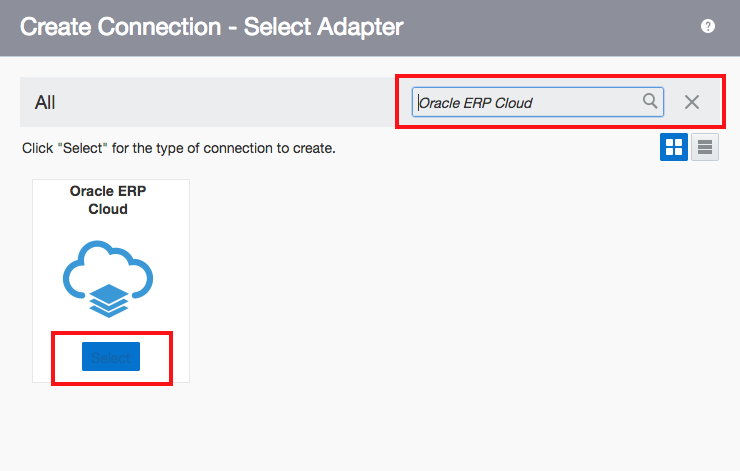 Create Connection - Select Adapter
?
All
Oracle ERP Cloud
Click "Select" for the type of connection to create.
Oracle ERP
Cloud
Select